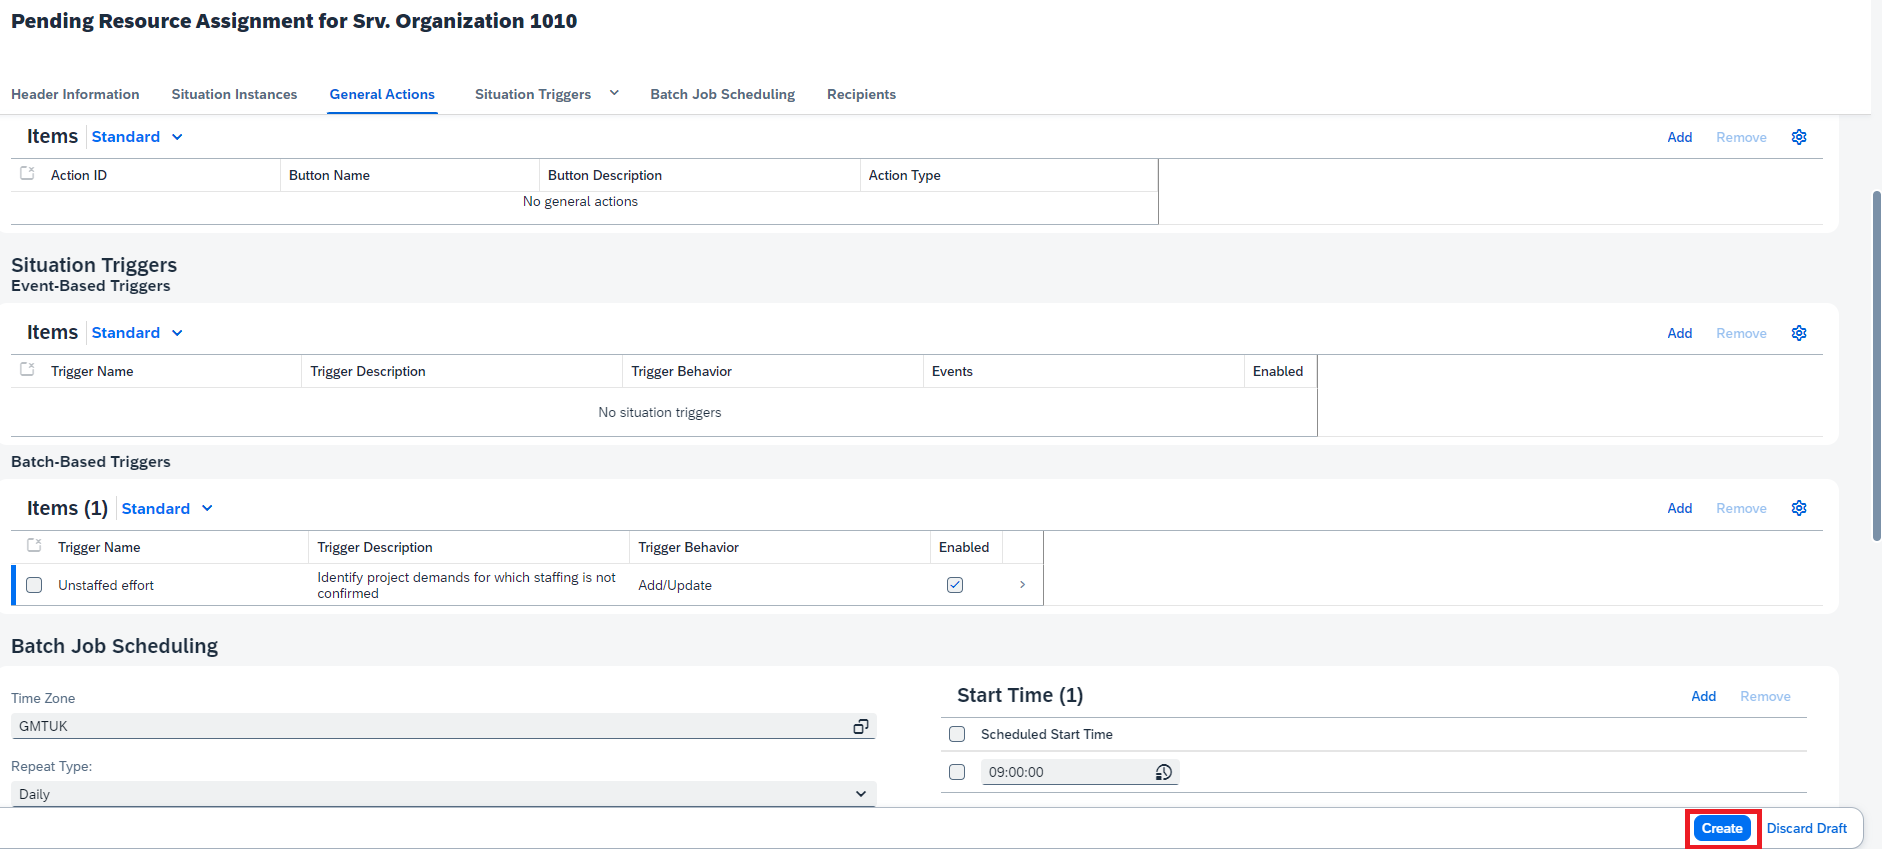 Pending Resource Assignment for Srv. Organization 1010
Header Information Situation Instances General Actions Situation Triggers Batch Job Scheduling Recipients
Items Standard Add Remove
Action ID Button Name Button Description Action Type
No general actions
Situation Triggers
Event-Based Triggers
Items Standard Add Remove
Trigger Name Trigger Description Trigger Behavior Events Enabled
No situation triggers
Batch-Based Triggers
Items (1) Standard Add Remove
Trigger Name Trigger Description Trigger Behavior Enabled
Unstaffed effort Identify project demands for which staffing is not Add/Update
confirmed
Batch Job Scheduling
Time Zone
GMTUK
Repeat Type:
Daily
Start Time (1) Add Remove
Scheduled Start Time
09:00:00
Create Discard Draft